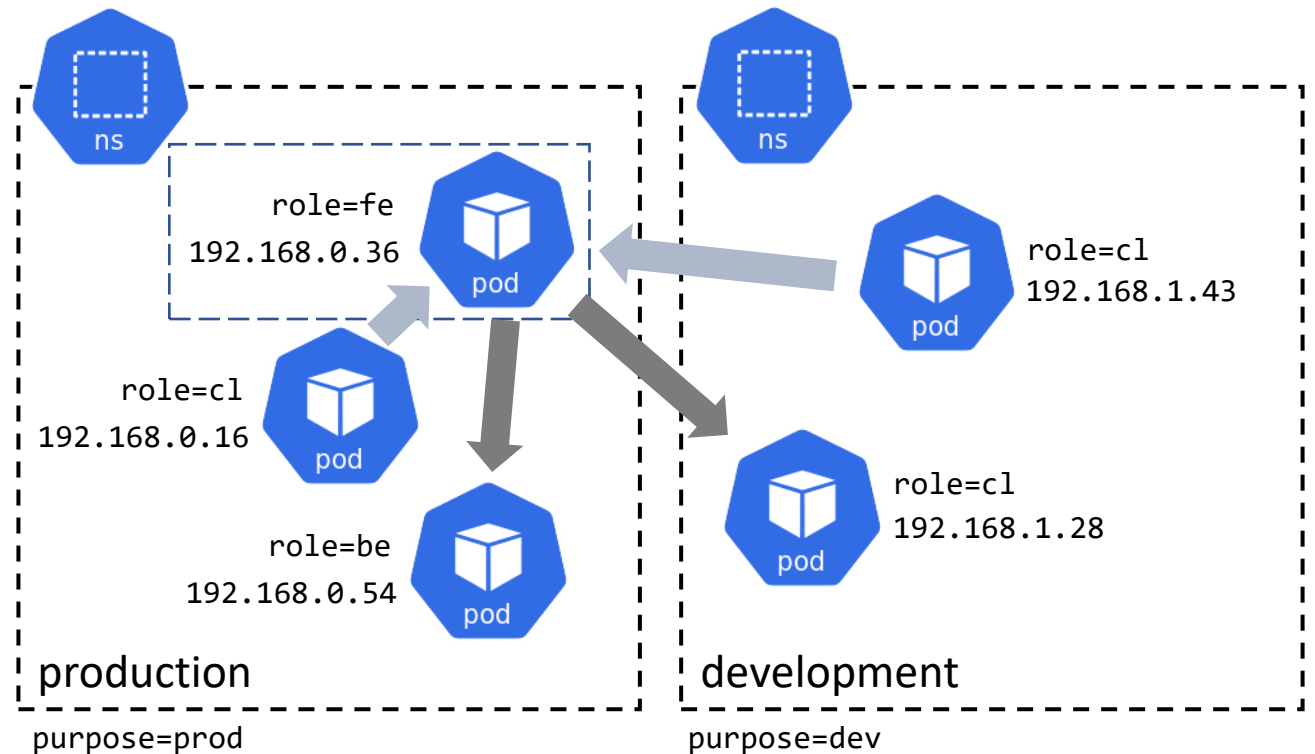 ns
role=fe
192.168.0.36
pod
role=cl
192.168.0.16
pod
role=be
192.168.0.54
pod
production
purpose=prod
ns
role=cl
192.168.1.43
pod
role=cl
192.168.1.28
pod
development
purpose=dev